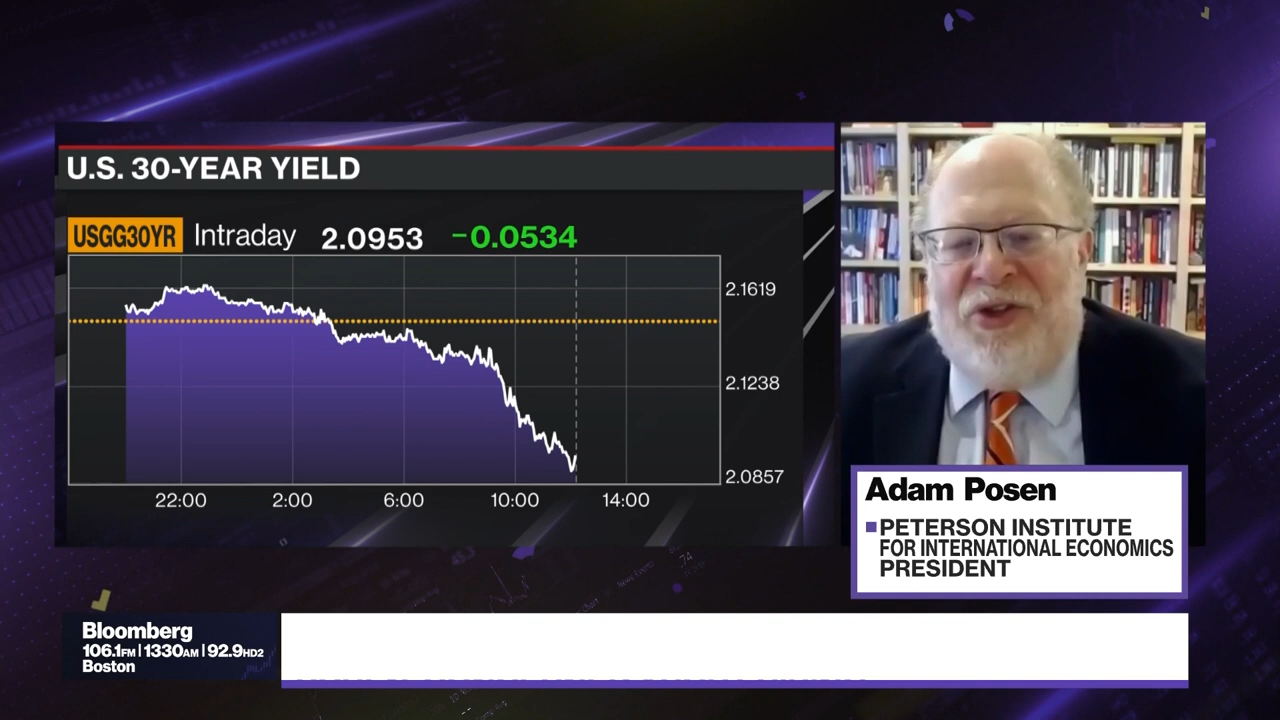 U.S. 30-YEAR YIELD
USGG30YR Intraday 2.0953 -0.0534
2.1619
2.1238
2.0857
22:00 2:00 6:00 10:00 14:00
Adam Posen
PETERSON INSTITUTE
FOR INTERNATIONAL ECONOMICS
PRESIDENT
Bloomberg
106.1FM | 1330AM | 92.9HD2
Boston